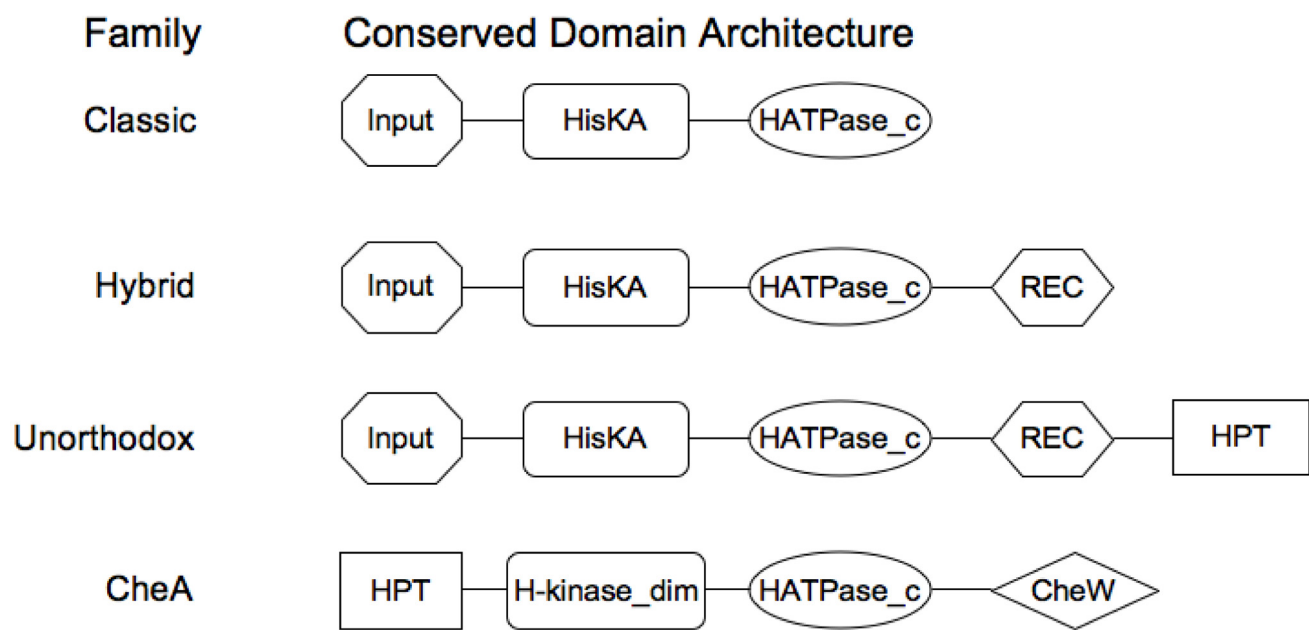 Family Conserved Domain Architecture
Classic Input HisKA HATPase_c
Hybrid Input HisKA HATPase_c REC
Unorthodox Input HisKA HATPase_c REC HPT
CheA HPT H-kinase_dim HATPase_c CheW